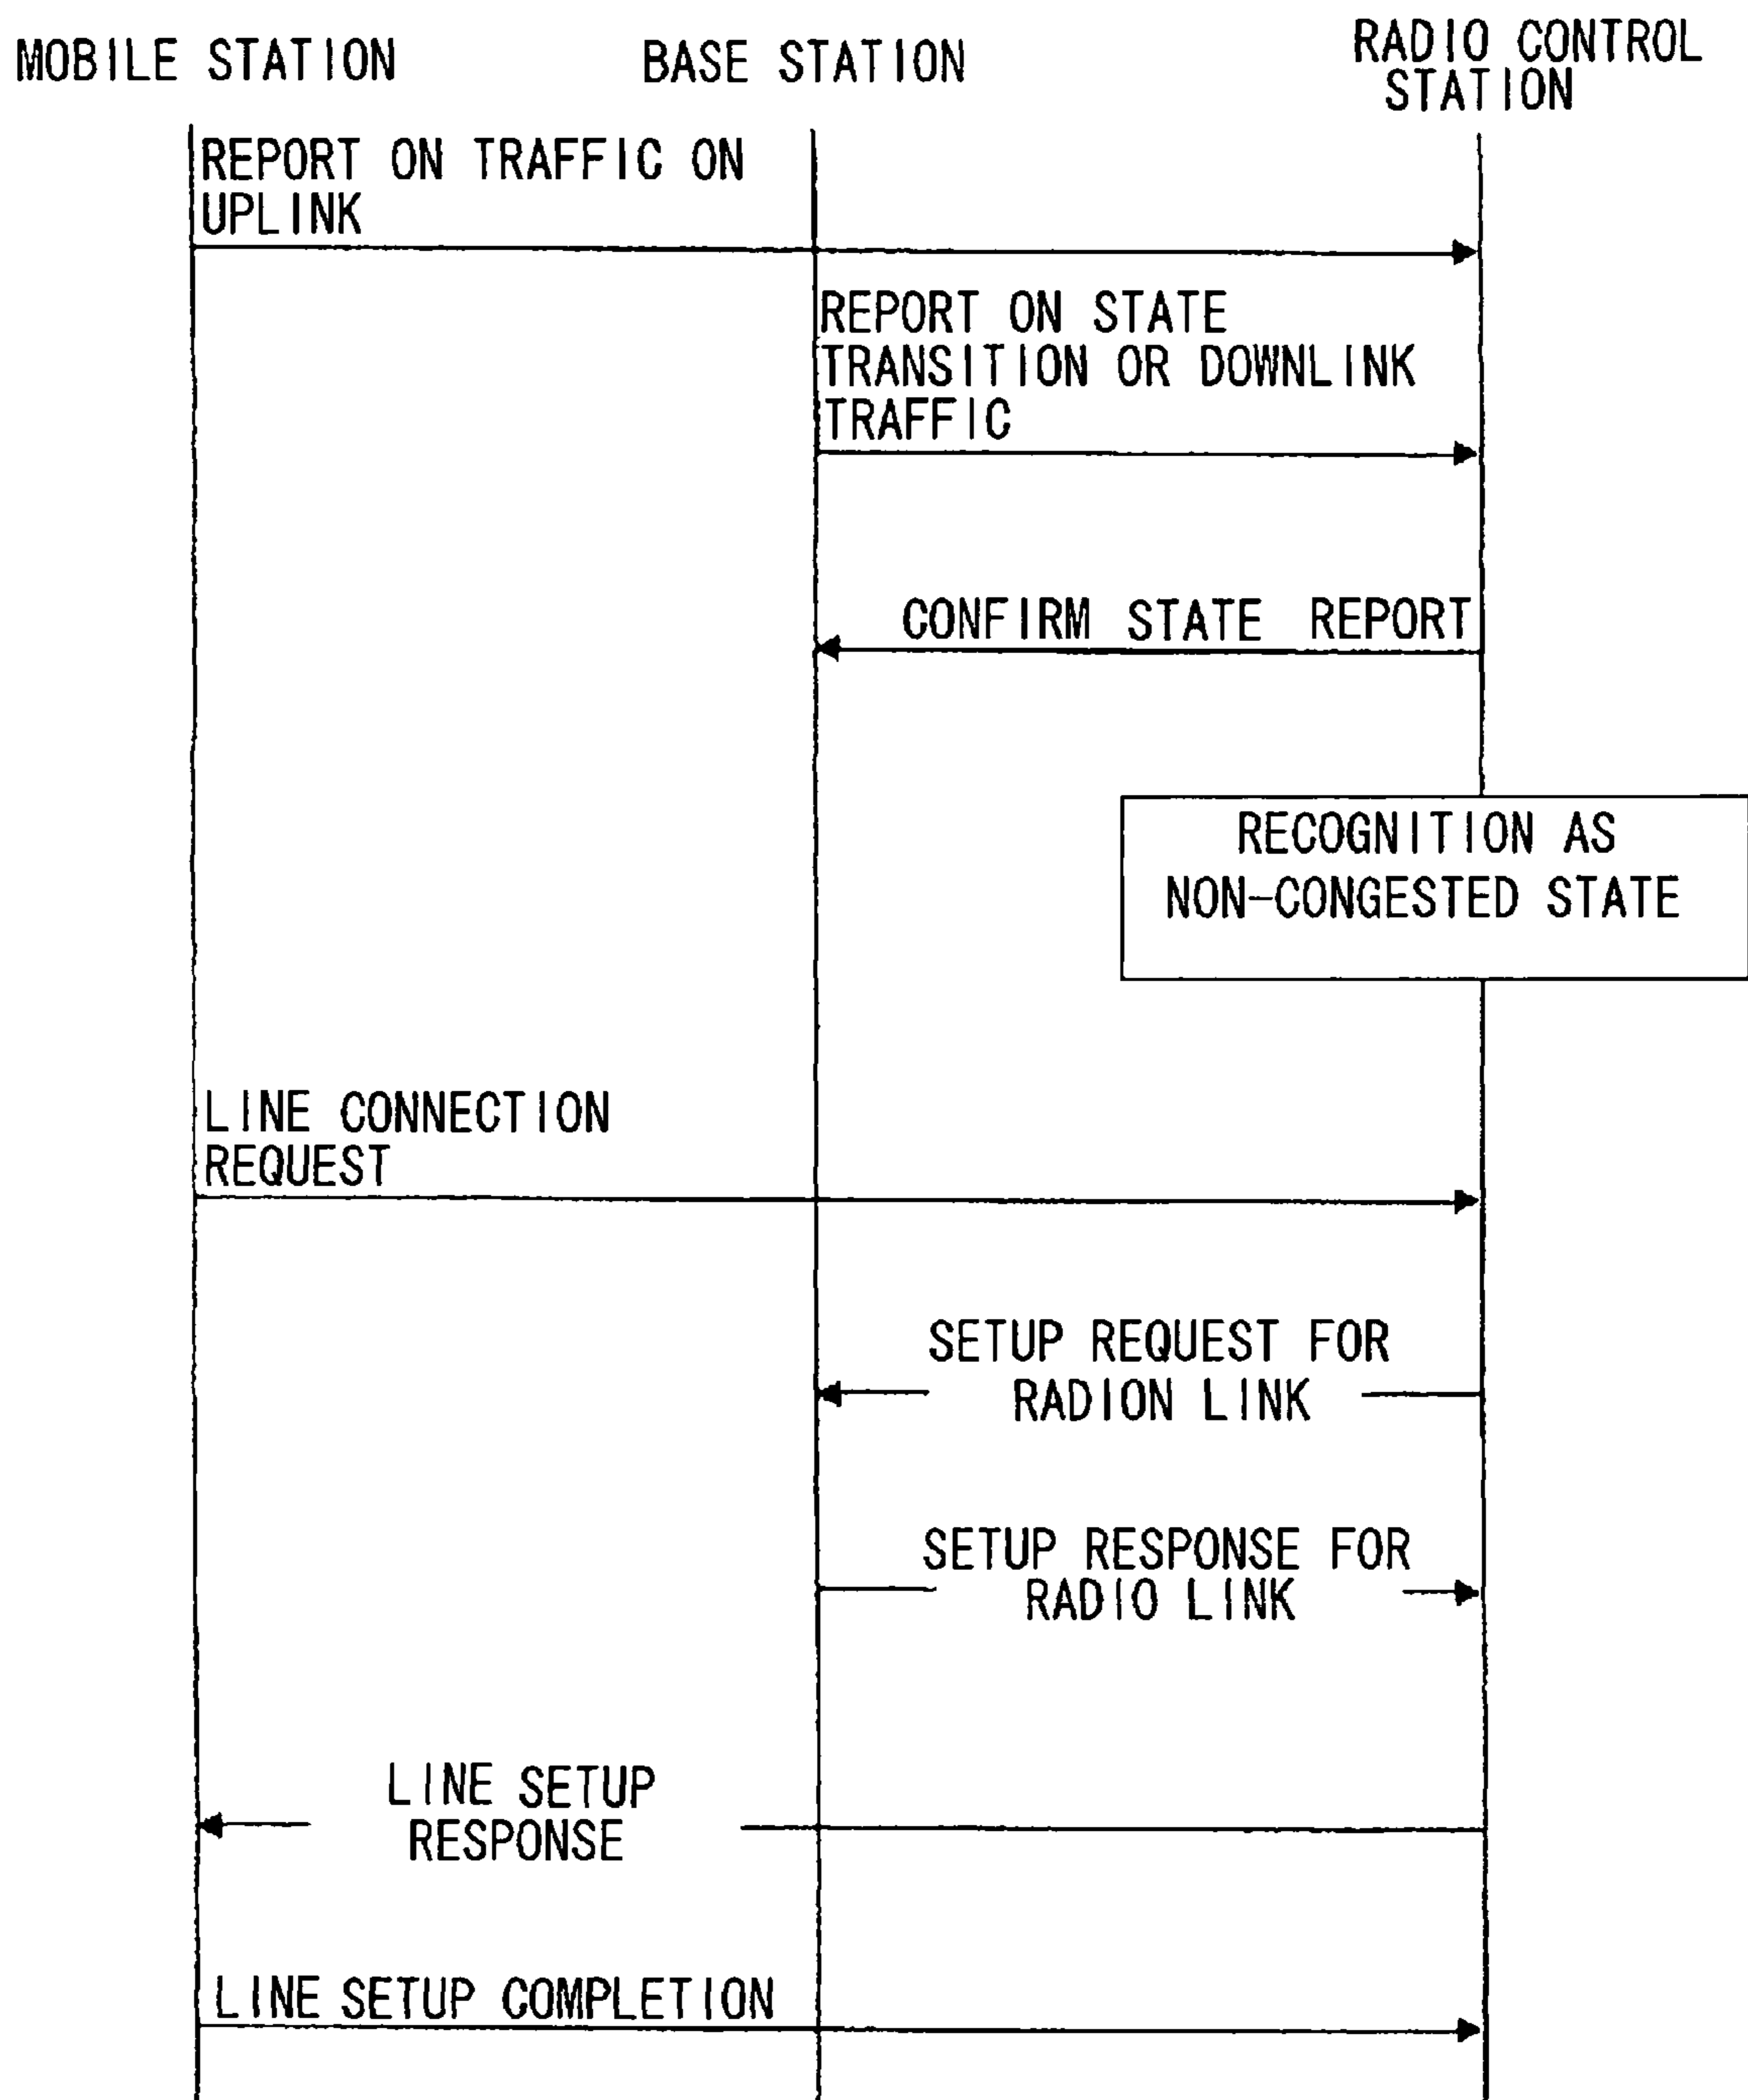 MOBILE STATION
BASE STATION
RADIO CONTROL
STATION
REPORT ON TRAFFIC ON
UPLINK
REPORT ON STATE
TRANSITION OR DOWNLINK
TRAFFIC
CONFIRM STATE REPORT
RECOGNITION AS
NON-CONGESTED STATE
LINE CONNECTION
REQUEST
SETUP REQUEST FOR
RADION LINK
SETUP RESPONSE FOR
RADIO LINK
LINE SETUP
RESPONSE
LINE SETUP COMPLETION